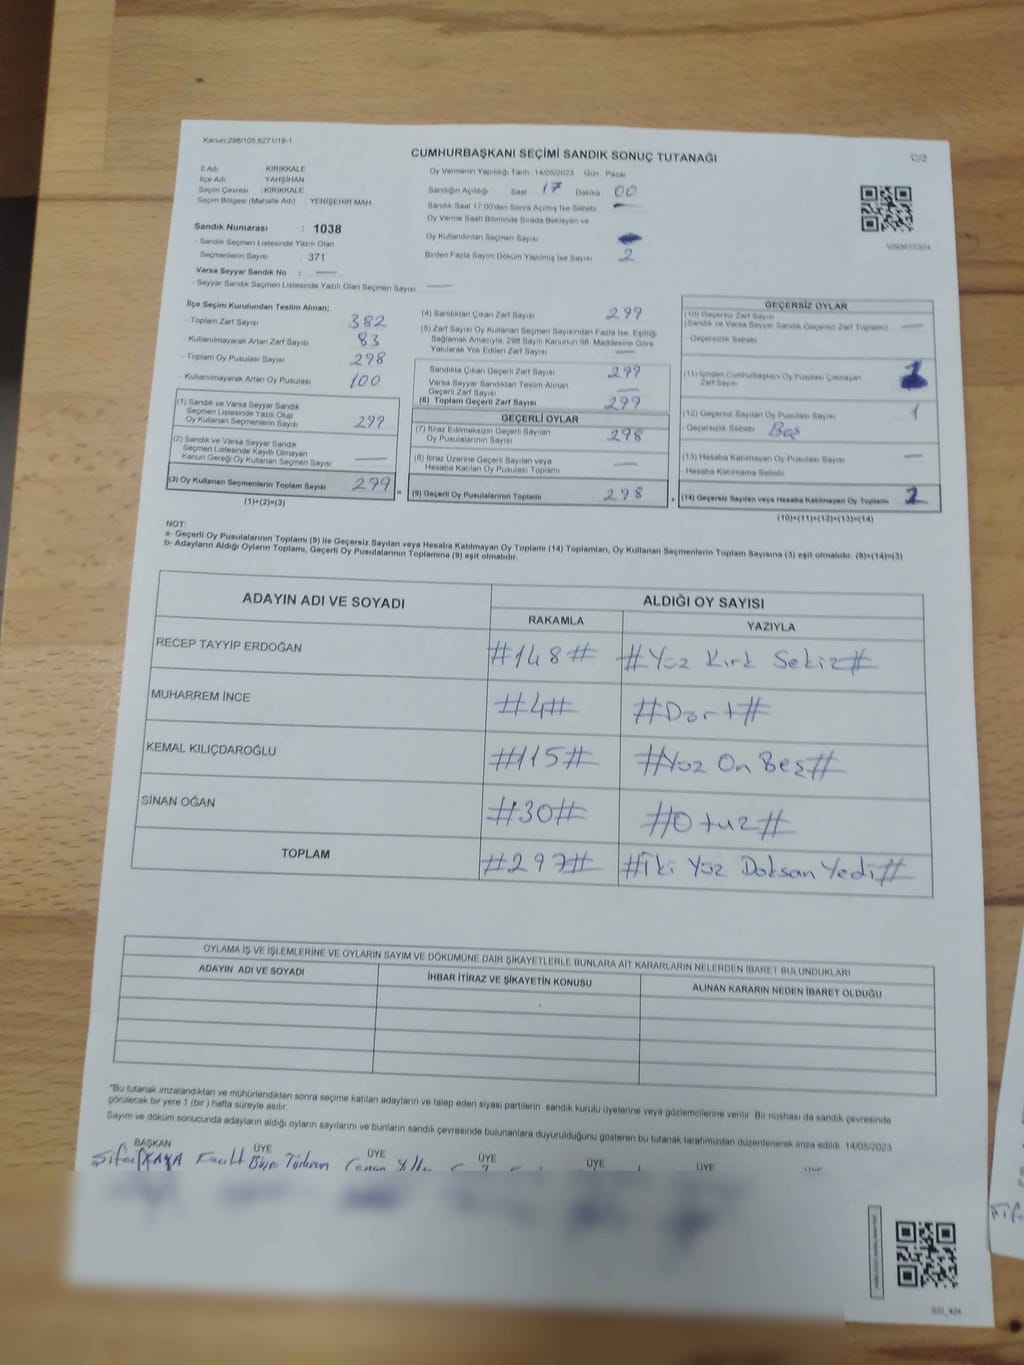 Kanun:298/105;6271/16-1
CUMHURBAŞKANI SEÇİMİ SANDIK SONUÇ TUTANAĞI
C/2
İl Adı KIRIKKALE
İlçe Adı YAHŞİHAN
Seçim Çevresi : KIRIKKALE
Seçim Bölgesi (Mahalle Adı) : YENİŞEHİR MAH.
Oy Vermenin Yapıldığı Tarih 14/05/2023 Gün Pazar
Sandığın Açıldığı Saat 17 Dakika 00
Sandık Saat 17:00'den Sonra Açılmış İse Sebebi
Oy Verme Saati Bitiminde Sırada Bekleyen ve
Oy Kullandırılan Seçmen Sayısı
Birden Fazla Sayım Döküm Yapılmış İse Sayısı 2
Sandık Numarası : 1038
- Sandık Seçmen Listesinde Yazılı Olan
Seçmenlerin Sayısı : 371
Varsa Seyyar Sandık No : —
- Seyyar Sandık Seçmen Listesinde Yazılı Olan Seçmen Sayısı: —
İlçe Seçim Kurulundan Teslim Alınan;
- Toplam Zarf Sayısı 382
- Kullanılmayarak Artan Zarf Sayısı 83
- Toplam Oy Pusulası Sayısı 298
- Kullanılmayarak Artan Oy Pusulası 100
(1) Sandık ve Varsa Seyyar Sandık
Seçmen Listesinde Yazılı Olup
Oy Kullanan Seçmenlerin Sayısı 299
(2) Sandık ve Varsa Seyyar Sandık
Seçmen Listesinde Kayıtlı Olmayan
Kanun Gereği Oy Kullanan Seçmen Sayısı —
(3) Oy Kullanan Seçmenlerin Toplam Sayısı 299
(1)+(2)=(3)
(4) Sandıktan Çıkan Zarf Sayısı 299
(5) Zarf Sayısı Oy Kullanan Seçmen Sayısından Fazla İse, Eşitliği
Sağlamak Amacıyla, 298 Sayılı Kanunun 98. Maddesine Göre
Yakılarak Yok Edilen Zarf Sayısı —
Sandıkta Çıkan Geçerli Zarf Sayısı 299
Varsa Seyyar Sandıktan Teslim Alınan
Geçerli Zarf Sayısı —
(6) Toplam Geçerli Zarf Sayısı 299
GEÇERLİ OYLAR
(7) İtiraz Edilmeksizin Geçerli Sayılan
Oy Pusulalarının Sayısı 298
(8) İtiraz Üzerine Geçerli Sayılan veya
Hesaba Katılan Oy Pusulası Toplamı —
= (9) Geçerli Oy Pusulalarının Toplamı 298
GEÇERSİZ OYLAR
(10) Geçersiz Zarf Sayısı
(Sandık ve Varsa Seyyar Sandık Geçersiz Zarf Toplamı) —
- Geçersizlik Sebebi
(11) İçinden Cumhurbaşkanı Oy Pusulası Çıkmayan
Zarf Sayısı
(12) Geçersiz Sayılan Oy Pusulası Sayısı 1
- Geçersizlik Sebebi Boş
(13) Hesaba Katılmayan Oy Pusulası Sayısı —
- Hesaba Katılmama Sebebi
+ (14) Geçersiz Sayılan veya Hesaba Katılmayan Oy Toplamı
(10)+(11)+(12)+(13)=(14)
NOT:
a- Geçerli Oy Pusulalarının Toplamı (9) ile Geçersiz Sayılan veya Hesaba Katılmayan Oy Toplamı (14) Toplamları, Oy Kullanan Seçmenlerin Toplam Sayısına (3) eşit olmalıdır. (9)+(14)=(3)
b- Adayların Aldığı Oyların Toplamı, Geçerli Oy Pusulalarının Toplamına (9) eşit olmalıdır.
ADAYIN ADI VE SOYADI ALDIĞI OY SAYISI
RAKAMLA YAZIYLA
RECEP TAYYİP ERDOĞAN #148# #Yüz Kırk Sekiz#
MUHARREM İNCE #4# #Dört#
KEMAL KILIÇDAROĞLU #115# #Yüz On Beş#
SİNAN OĞAN #30# #Otuz#
TOPLAM #297# #İki Yüz Doksan Yedi#
OYLAMA İŞ VE İŞLEMLERİNE VE OYLARIN SAYIM VE DÖKÜMÜNE DAİR ŞİKAYETLERLE BUNLARA AİT KARARLARIN NELERDEN İBARET BULUNDUKLARI
ADAYIN ADI VE SOYADI İHBAR İTİRAZ VE ŞİKAYETİN KONUSU ALINAN KARARIN NEDEN İBARET OLDUĞU
*Bu tutanak imzalandıktan ve mühürlendikten sonra seçime katılan adayların ve talep eden siyasi partilerin sandık kurulu üyelerine veya gözlemcilerine verilir. Bir nushası da sandık çevresinde
görülecek bir yere 1 (bir ) hafta süreyle asılır.
Sayım ve döküm sonucunda adayların aldığı oyların sayılarını ve bunların sandık çevresinde bulunanlara duyurulduğunu gösteren bu tutanak tarafımızdan düzenlenerek imza edildi. 14/05/2023
BAŞKAN ÜYE ÜYE ÜYE ÜYE ÜYE
KAYA